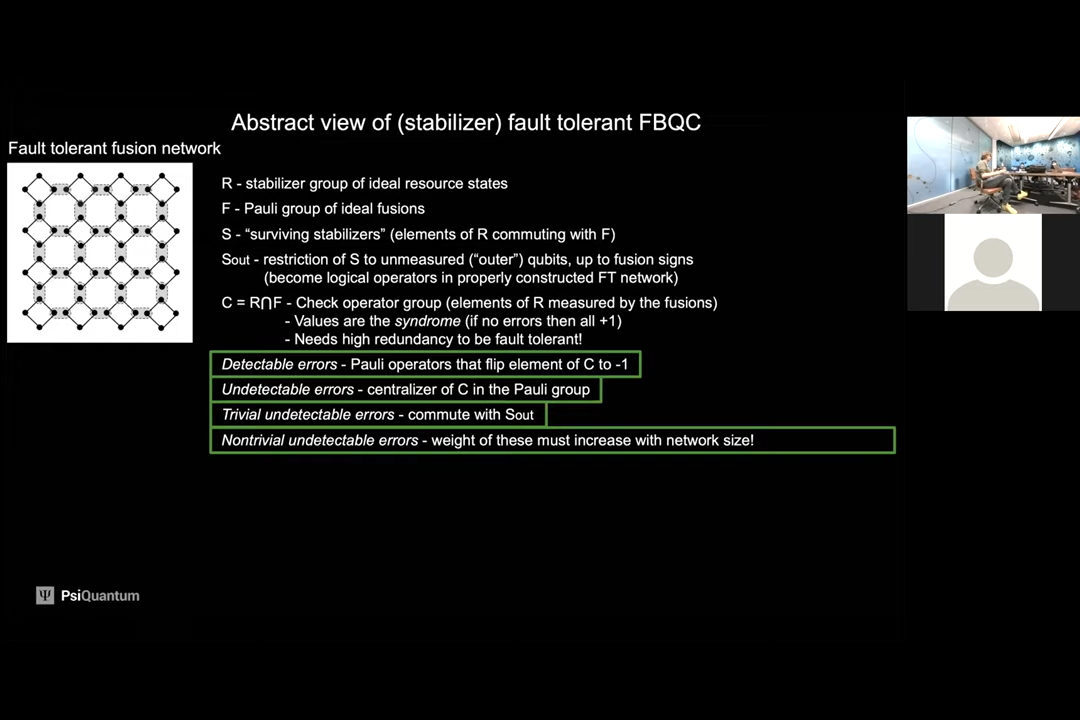 Abstract view of (stabilizer) fault tolerant FBQC
Fault tolerant fusion network
R - stabilizer group of ideal resource states
F - Pauli group of ideal fusions
S - “surviving stabilizers” (elements of R commuting with F)
Sout - restriction of S to unmeasured (“outer”) qubits, up to fusion signs
(become logical operators in properly constructed FT network)
C = R⋂F - Check operator group (elements of R measured by the fusions)
- Values are the syndrome (if no errors then all +1)
- Needs high redundancy to be fault tolerant!
Detectable errors - Pauli operators that flip element of C to -1
Undetectable errors - centralizer of C in the Pauli group
Trivial undetectable errors - commute with Sout
Nontrivial undetectable errors - weight of these must increase with network size!
Ψ PsiQuantum